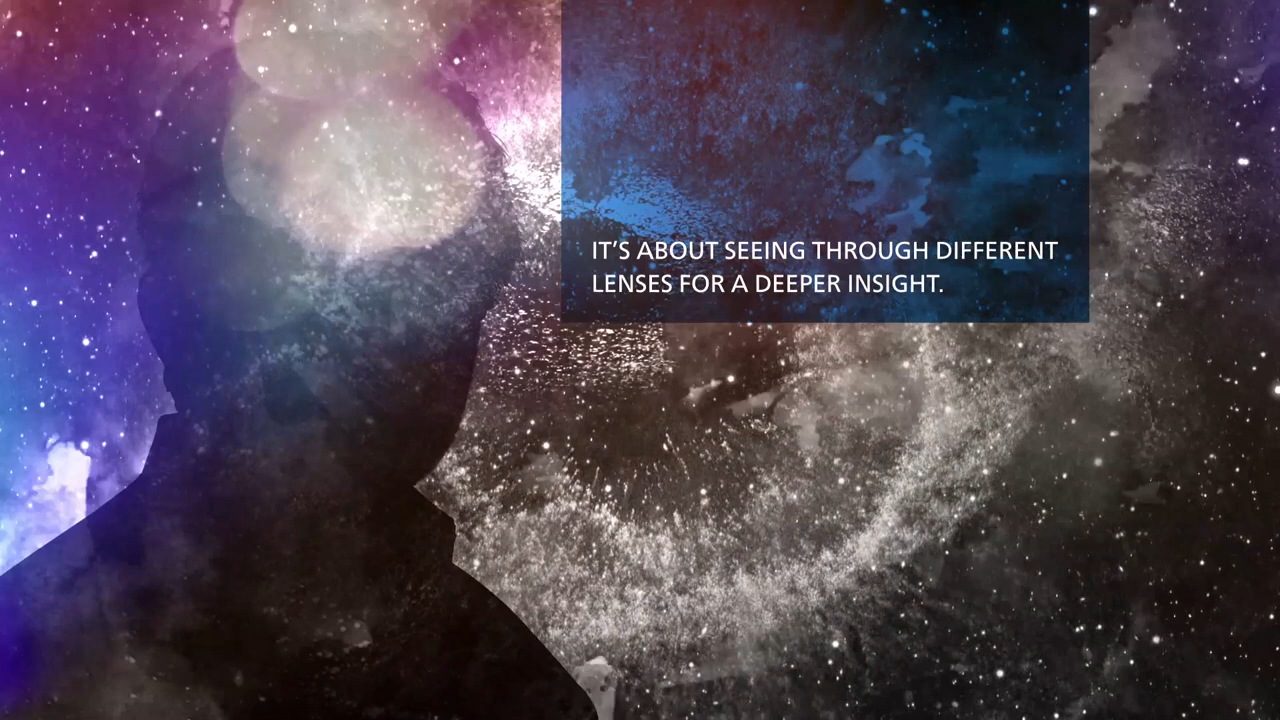 IT’S ABOUT SEEING THROUGH DIFFERENT
LENSES FOR A DEEPER INSIGHT.